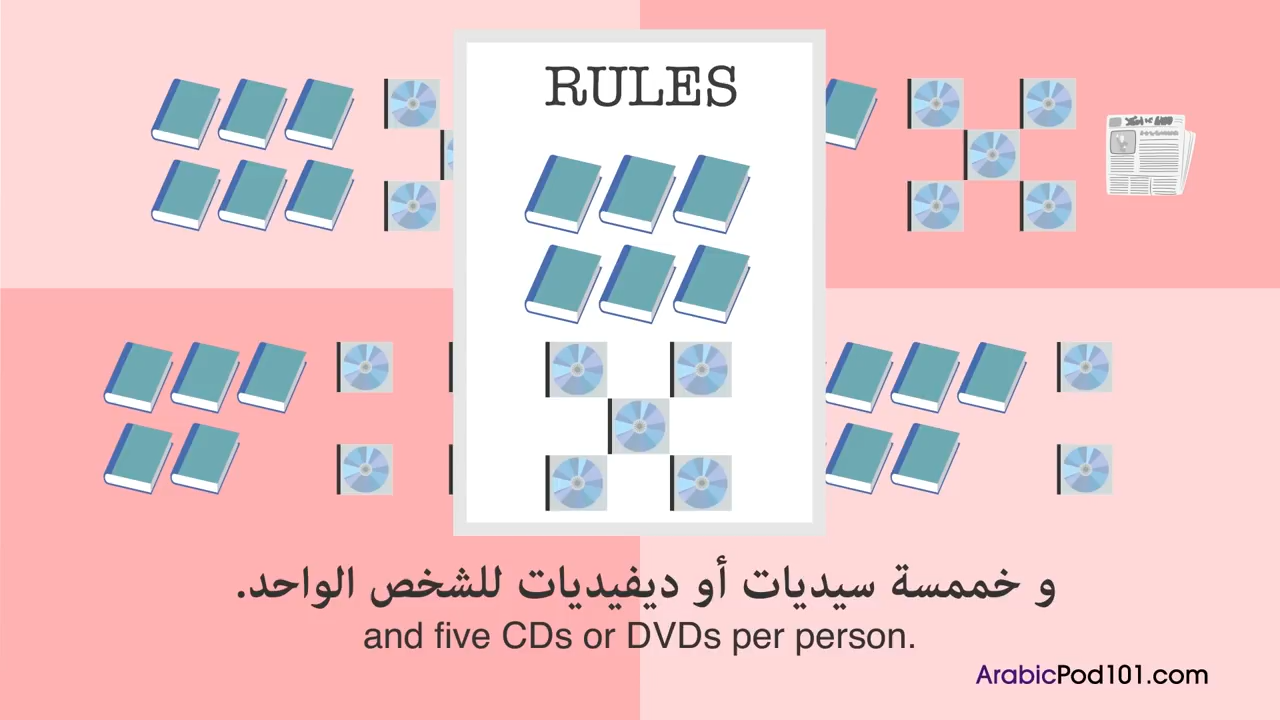 RULES
و خممسة سيديات أو ديفيديات للشخص الواحد.
and five CDs or DVDs per person.
ArabicPod101.com